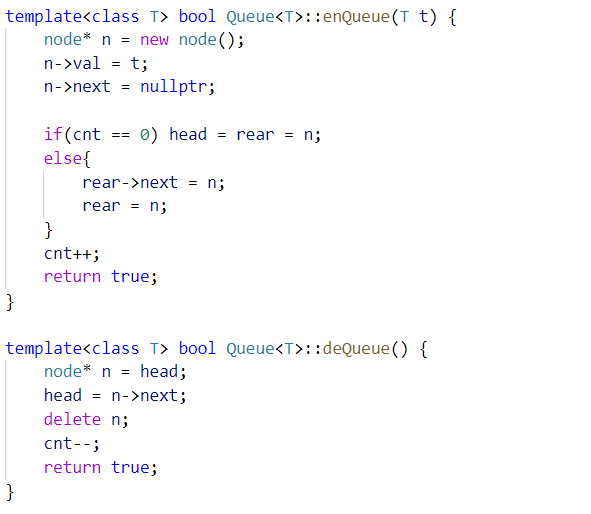 template<class T> bool Queue<T>::enQueue(T t) {
    node* n = new node();
    n->val = t;
    n->next = nullptr;

    if(cnt == 0) head = rear = n;
    else{
        rear->next = n;
        rear = n;
    }
    cnt++;
    return true;
}

template<class T> bool Queue<T>::deQueue() {
    node* n = head;
    head = n->next;
    delete n;
    cnt--;
    return true;
}